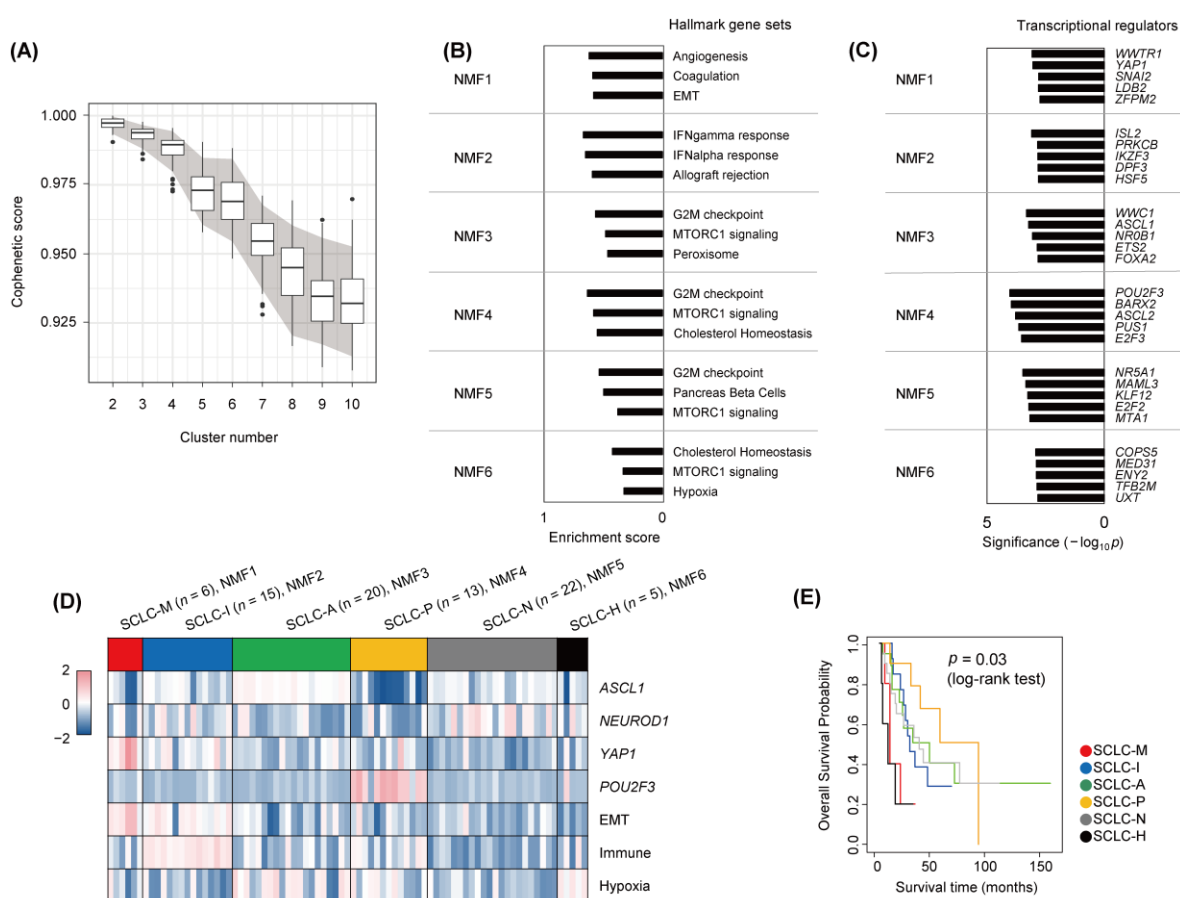 (A)
1.000
0.975
0.950
0.925
Cophenetic score
2 3 4 5 6 7 8 9 10
Cluster number
(B)
Hallmark gene sets
NMF1
Angiogenesis
Coagulation
EMT
NMF2
IFNgamma response
IFNalpha response
Allograft rejection
NMF3
G2M checkpoint
MTORC1 signaling
Peroxisome
NMF4
G2M checkpoint
MTORC1 signaling
Cholesterol Homeostasis
NMF5
G2M checkpoint
Pancreas Beta Cells
MTORC1 signaling
NMF6
Cholesterol Homeostasis
MTORC1 signaling
Hypoxia
1 0
Enrichment score
(C)
Transcriptional regulators
NMF1
WWTR1
YAP1
SNAI2
LDB2
ZFPM2
NMF2
ISL2
PRKCB
IKZF3
DPF3
HSF5
NMF3
WWC1
ASCL1
NR0B1
ETS2
FOXA2
NMF4
POU2F3
BARX2
ASCL2
PUS1
E2F3
NMF5
NR5A1
MAML3
KLF12
E2F2
MTA1
NMF6
COPS5
MED31
ENY2
TFB2M
UXT
5 0
Significance (−log₁₀p)
(D)
SCLC-M (n = 6), NMF1
SCLC-I (n = 15), NMF2
SCLC-A (n = 20), NMF3
SCLC-P (n = 13), NMF4
SCLC-N (n = 22), NMF5
SCLC-H (n = 5), NMF6
2
0
−2
ASCL1
NEUROD1
YAP1
POU2F3
EMT
Immune
Hypoxia
(E)
Overall Survival Probability
1.0
0.8
0.6
0.4
0.2
0.0
p = 0.03
(log-rank test)
0 50 100 150
Survival time (months)
SCLC-M
SCLC-I
SCLC-A
SCLC-P
SCLC-N
SCLC-H